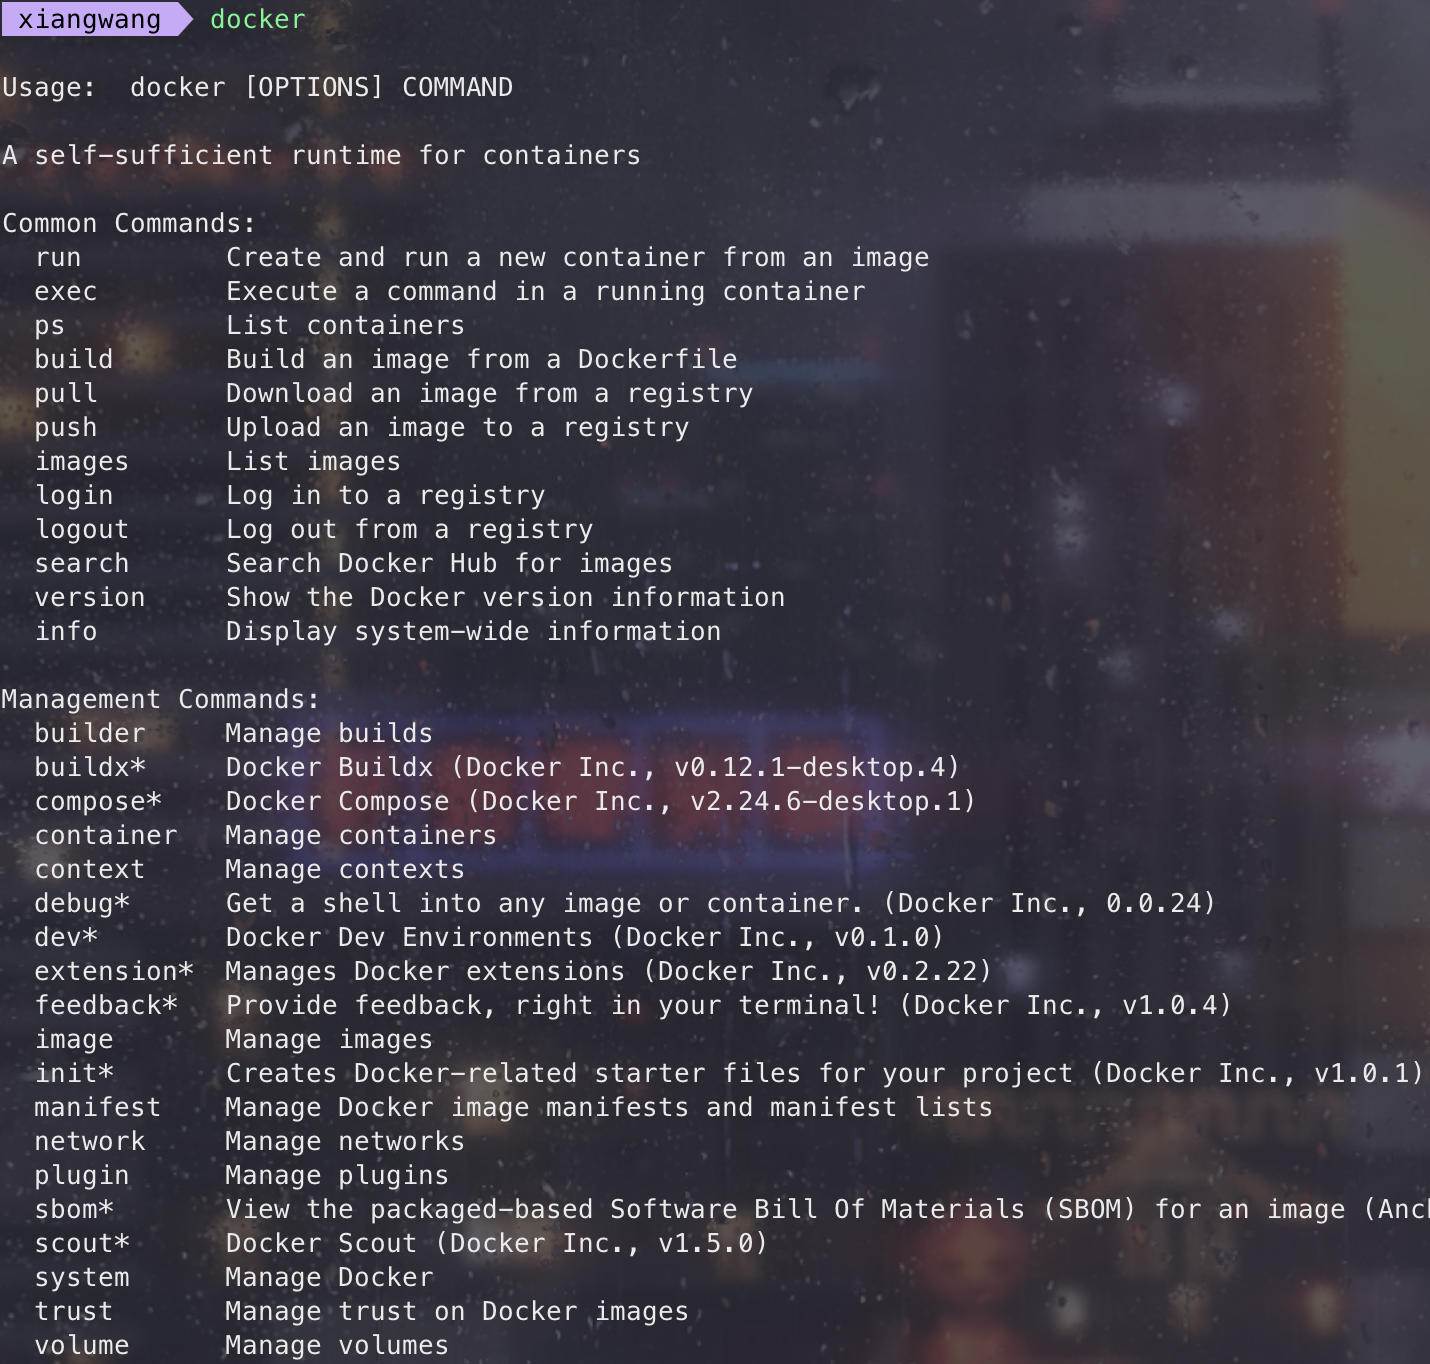 xiangwang docker
Usage:  docker [OPTIONS] COMMAND
A self-sufficient runtime for containers
Common Commands:
  run         Create and run a new container from an image
  exec        Execute a command in a running container
  ps          List containers
  build       Build an image from a Dockerfile
  pull        Download an image from a registry
  push        Upload an image to a registry
  images      List images
  login       Log in to a registry
  logout      Log out from a registry
  search      Search Docker Hub for images
  version     Show the Docker version information
  info        Display system-wide information
Management Commands:
  builder     Manage builds
  buildx*     Docker Buildx (Docker Inc., v0.12.1-desktop.4)
  compose*    Docker Compose (Docker Inc., v2.24.6-desktop.1)
  container   Manage containers
  context     Manage contexts
  debug*      Get a shell into any image or container. (Docker Inc., 0.0.24)
  dev*        Docker Dev Environments (Docker Inc., v0.1.0)
  extension*  Manages Docker extensions (Docker Inc., v0.2.22)
  feedback*   Provide feedback, right in your terminal! (Docker Inc., v1.0.4)
  image       Manage images
  init*       Creates Docker-related starter files for your project (Docker Inc., v1.0.1)
  manifest    Manage Docker image manifests and manifest lists
  network     Manage networks
  plugin      Manage plugins
  sbom*       View the packaged-based Software Bill Of Materials (SBOM) for an image
  scout*      Docker Scout (Docker Inc., v1.5.0)
  system      Manage Docker
  trust       Manage trust on Docker images
  volume      Manage volumes